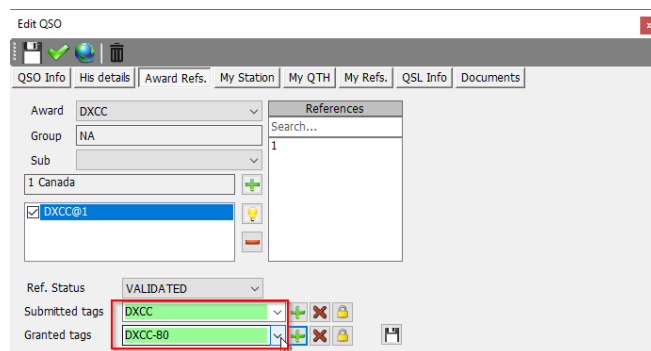 Edit QSO
QSO Info His details Award Refs. My Station My QTH My Refs. QSL Info Documents
Award DXCC References
Group NA Search...
Sub 1
1 Canada
DXCC@1
Ref. Status VALIDATED
Submitted tags DXCC
Granted tags DXCC-80